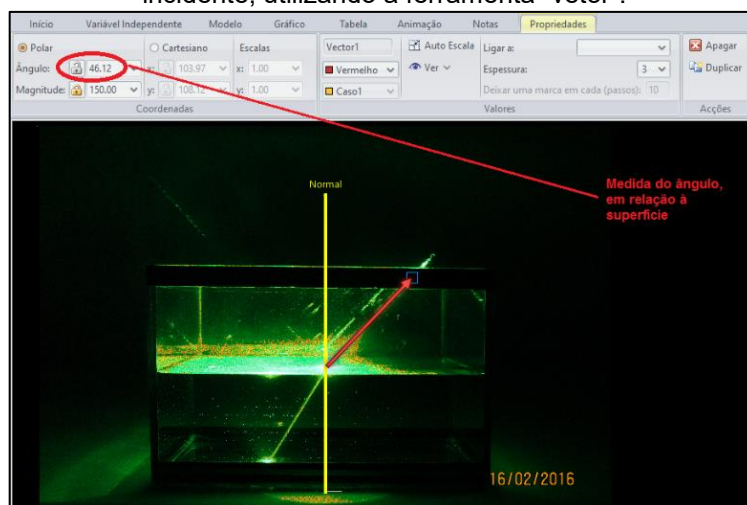 incidente, utilizando a ferramenta “vetor”.
Início Variável Independente Modelo Gráfico Tabela Animação Notas Propriedades
Polar Cartesiano Escalas Vector1 Auto Escala Ligar a: Apagar
Ângulo: 46.12 x: 103.97 x: 1.00 Vermelho Ver Espessura: 3 Duplicar
Magnitude: 150.00 y: 108.12 y: 1.00 Caso1 Deixar uma marca em cada (passos): 10
Coordenadas Valores Acções
Normal
Medida do ângulo,
em relação à
superfície
16/02/2016